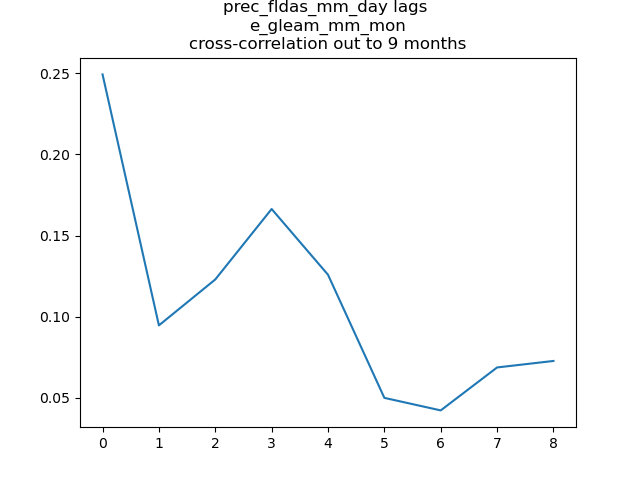 prec_fldas_mm_day lags
e_gleam_mm_mon
cross-correlation out to 9 months
0.25
0.20
0.15
0.10
0.05
0 1 2 3 4 5 6 7 8